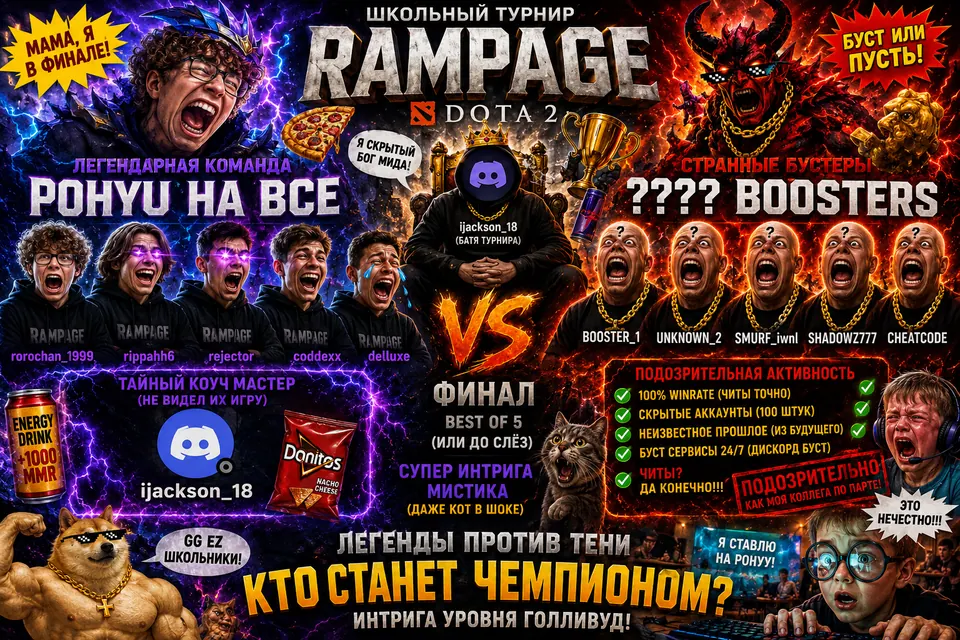 МАМА, Я
В ФИНАЛЕ!
ШКОЛЬНЫЙ ТУРНИР
RAMPAGE
DOTA 2
БУСТ ИЛИ
ПУСТЬ!
Я СКРЫТЫЙ
БОГ МИДА!
ЛЕГЕНДАРНАЯ КОМАНДА
POHYU НА ВСЕ
СТРАННЫЕ БУСТЕРЫ
???? BOOSTERS
ijackson_18
(БАТЯ ТУРНИРА)
? ? ? ? ?
RAMPAGE RAMPAGE RAMPAGE RAMPAGE RAMPAGE
rorochan_1999 rippahh6 rejector coddexx delluxe
BOOSTER_1 UNKNOWN_2 SMURF_iwnl SHADOWZ777 CHEATCODE
VS
ТАЙНЫЙ КОУЧ МАСТЕР
(НЕ ВИДЕЛ ИХ ИГРУ)
ijackson_18
ENERGY
DRINK
+1000
MMR
Donitos
NACHO
CHEESE
ФИНАЛ
BEST OF 5
(ИЛИ ДО СЛЁЗ)
СУПЕР ИНТРИГА
МИСТИКА
(ДАЖЕ КОТ В ШОКЕ)
ПОДОЗРИТЕЛЬНАЯ АКТИВНОСТЬ
100% WINRATE (ЧИТЫ ТОЧНО)
СКРЫТЫЕ АККАУНТЫ (100 ШТУК)
НЕИЗВЕСТНОЕ ПРОШЛОЕ (ИЗ БУДУЩЕГО)
БУСТ СЕРВИСЫ 24/7 (ДИСКОРД БУСТ)
ЧИТЫ?
ДА КОНЕЧНО!!!
ПОДОЗРИТЕЛЬНО
КАК МОЯ КОЛЛЕГА ПО ПАРТЕ!
ЭТО
НЕЧЕСТНО!!!
GG EZ
ШКОЛЬНИКИ!
Я СТАВЛЮ
НА РОНУУ!
ЛЕГЕНДЫ ПРОТИВ ТЕНИ
КТО СТАНЕТ ЧЕМПИОНОМ?
ИНТРИГА УРОВНЯ ГОЛЛИВУД!